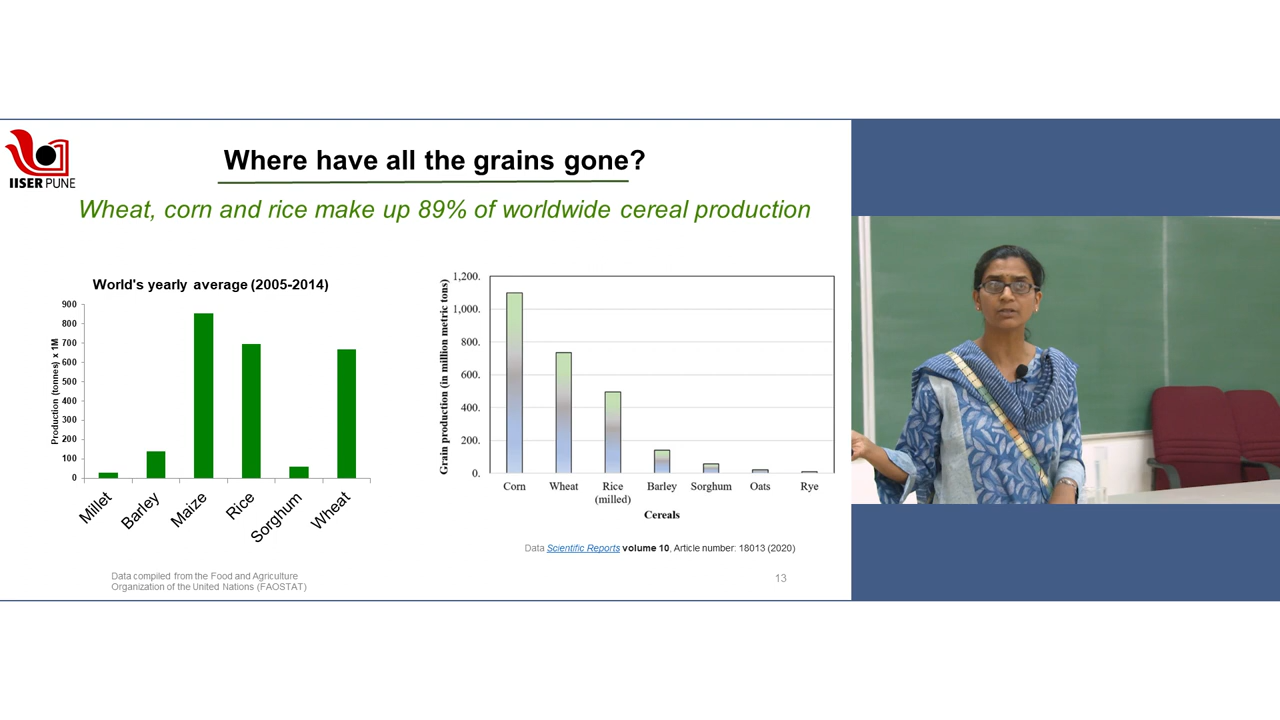 IISER PUNE
Where have all the grains gone?
Wheat, corn and rice make up 89% of worldwide cereal production
World's yearly average (2005-2014)
Production (tonnes) x 1M
900
800
700
600
500
400
300
200
100
0
Millet
Barley
Maize
Rice
Sorghum
Wheat
Data compiled from the Food and Agriculture
Organization of the United Nations (FAOSTAT)
Grain production (in million metric tons)
1,200.
1,000.
800.
600.
400.
200.
0.
Corn Wheat Rice Barley Sorghum Oats Rye
(milled)
Cereals
Data Scientific Reports volume 10, Article number: 18013 (2020)
13